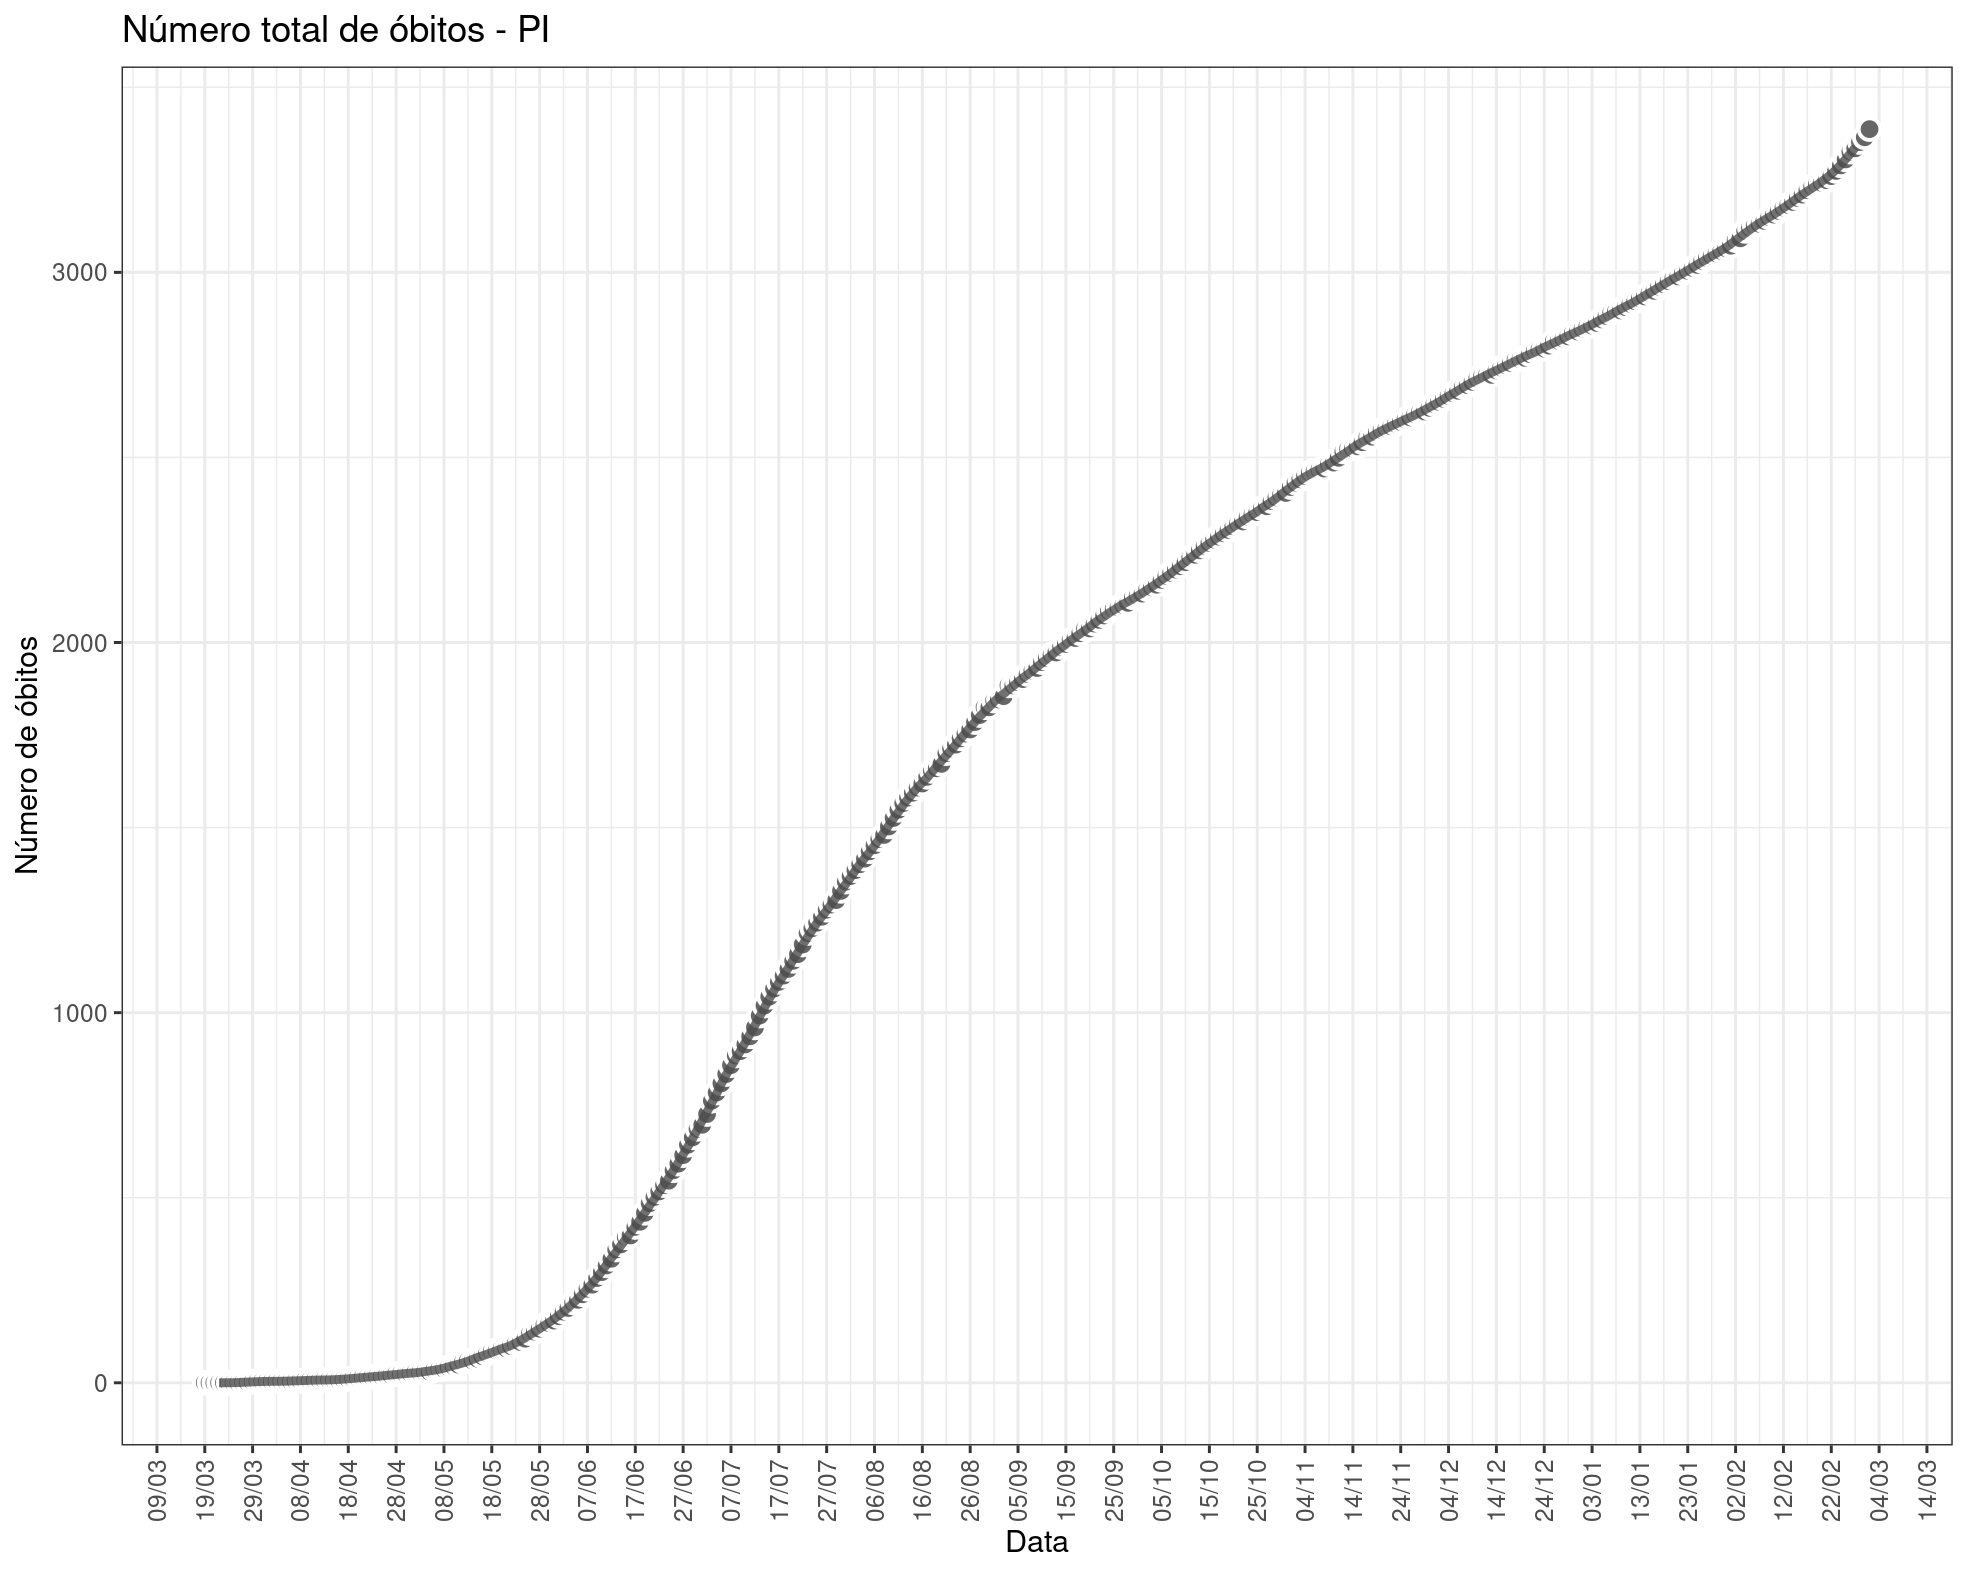 Número total de óbitos - PI
Número de óbitos
3000
2000
1000
0
09/03 19/03 29/03 08/04 18/04 28/04 08/05 18/05 28/05 07/06 17/06 27/06 07/07 17/07 27/07 06/08 16/08 26/08 05/09 15/09 25/09 05/10 15/10 25/10 04/11 14/11 24/11 04/12 14/12 24/12 03/01 13/01 23/01 02/02 12/02 22/02 04/03 14/03
Data